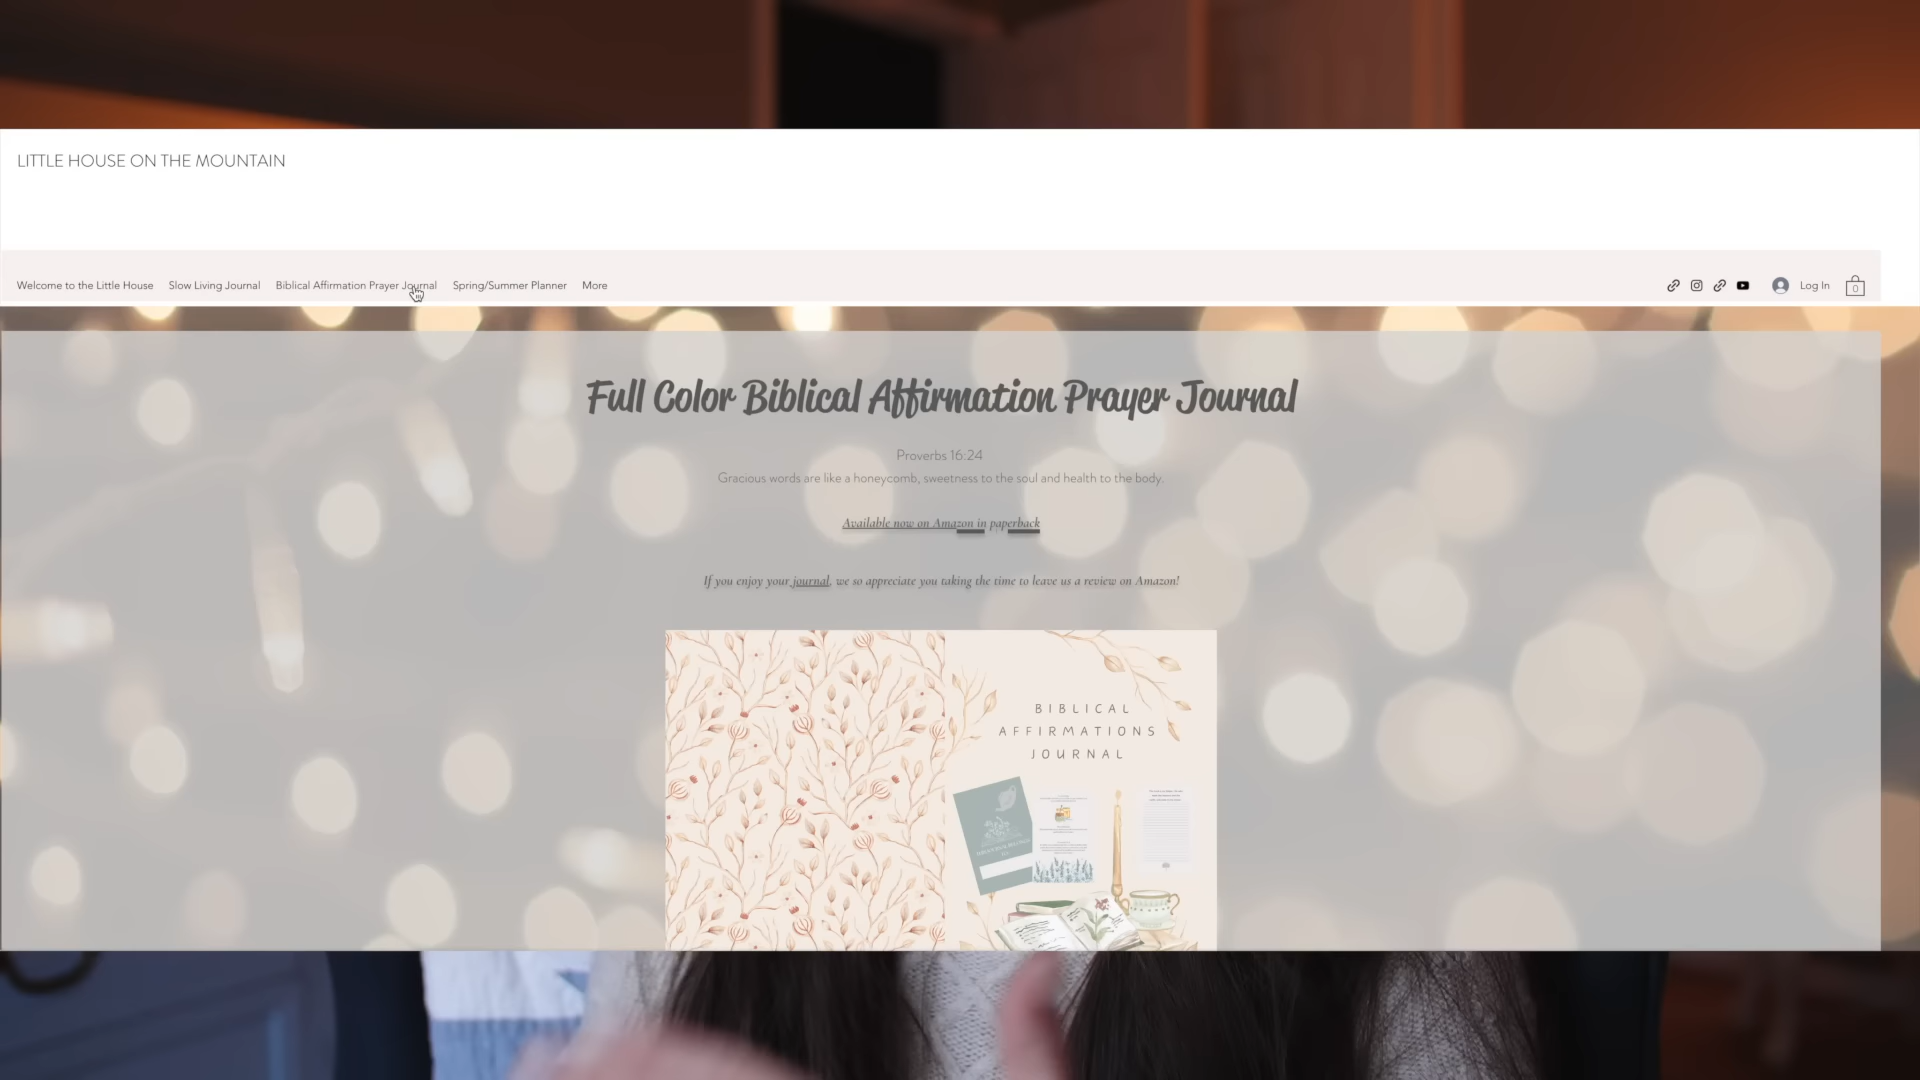 LITTLE HOUSE ON THE MOUNTAIN
Welcome to the Little House Slow Living Journal Biblical Affirmation Prayer Journal Spring/Summer Planner More Log In 0
Full Color Biblical Affirmation Prayer Journal
Proverbs 16:24
Gracious words are like a honeycomb, sweetness to the soul and health to the body.
Available now on Amazon in paperback
If you enjoy your journal, we so appreciate you taking the time to leave us a review on Amazon!
BIBLICAL
AFFIRMATIONS
JOURNAL